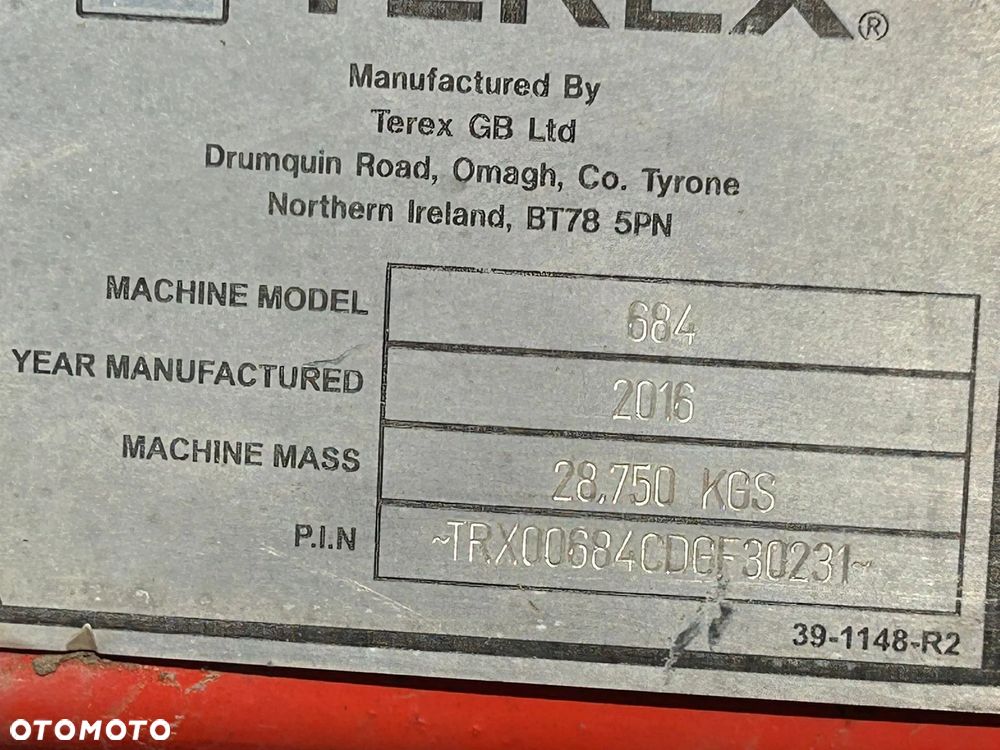 TEREX®
Manufactured By
Terex GB Ltd
Drumquin Road, Omagh, Co. Tyrone
Northern Ireland, BT78 5PN
MACHINE MODEL 684
YEAR MANUFACTURED 2016
MACHINE MASS 28.750 KGS
P.I.N ~TRX00684CDGF30231~
39-1148-R2
OTOMOTO